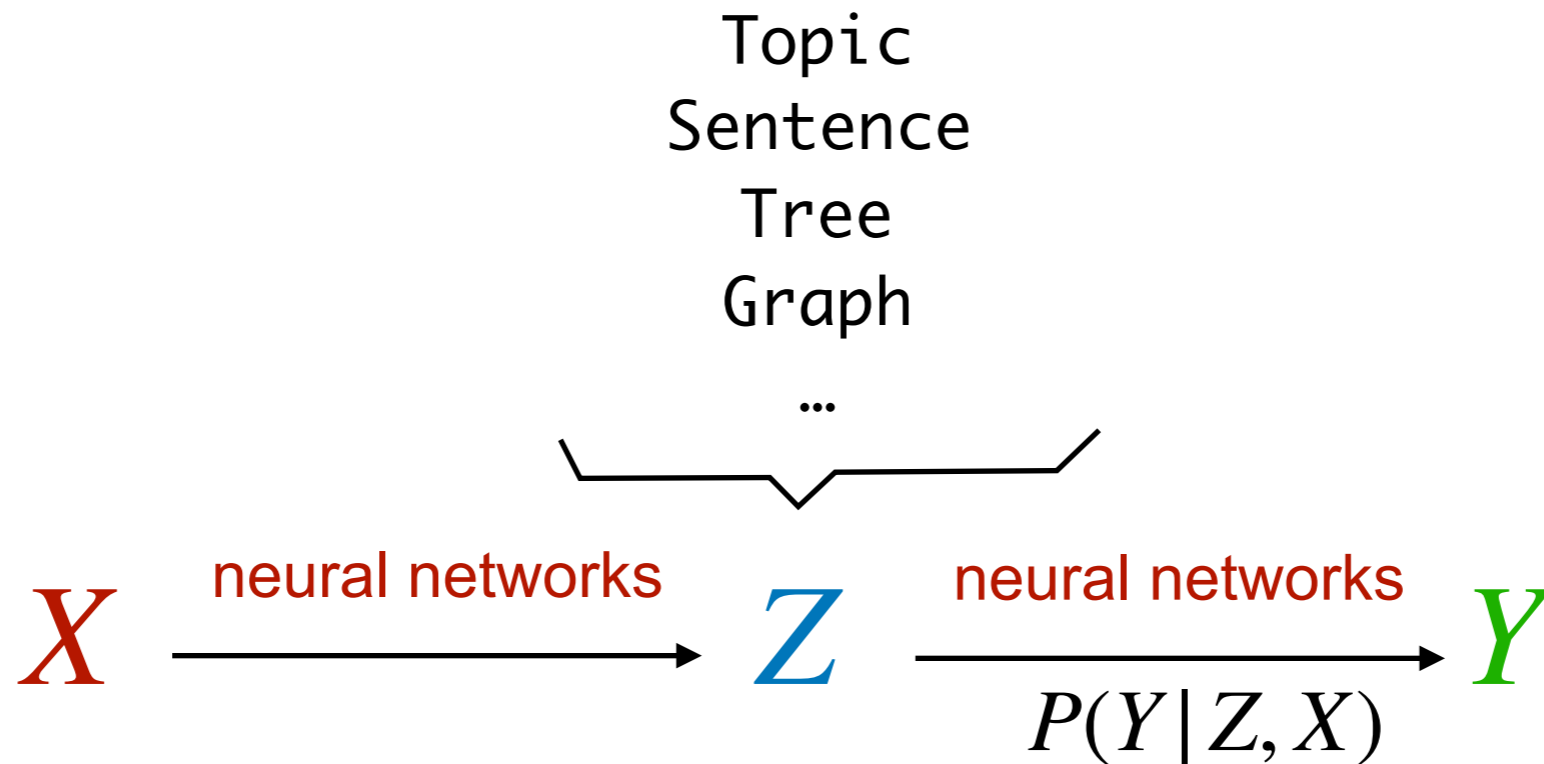 Topic
Sentence
Tree
Graph
…
neural networks neural networks
X Z Y
P(Y | Z, X)